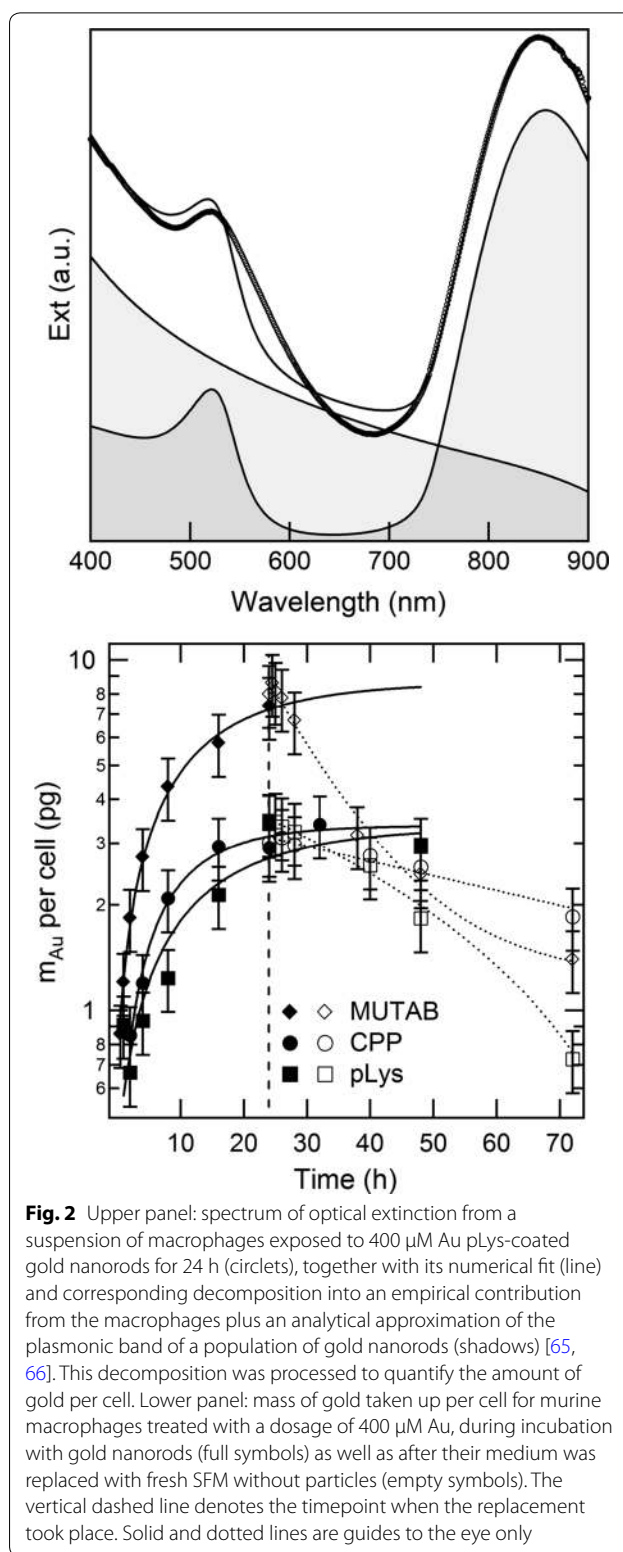 Ext (a.u.)
400 500 600 700 800 900
Wavelength (nm)
10
8
7
6
5
4
3
2
1
8
7
6
m_Au per cell (pg)
MUTAB
CPP
pLys
10 20 30 40 50 60 70
Time (h)
Fig. 2 Upper panel: spectrum of optical extinction from a
suspension of macrophages exposed to 400 μM Au pLys-coated
gold nanorods for 24 h (circlets), together with its numerical fit (line)
and corresponding decomposition into an empirical contribution
from the macrophages plus an analytical approximation of the
plasmonic band of a population of gold nanorods (shadows) [65,
66]. This decomposition was processed to quantify the amount of
gold per cell. Lower panel: mass of gold taken up per cell for murine
macrophages treated with a dosage of 400 μM Au, during incubation
with gold nanorods (full symbols) as well as after their medium was
replaced with fresh SFM without particles (empty symbols). The
vertical dashed line denotes the timepoint when the replacement
took place. Solid and dotted lines are guides to the eye only